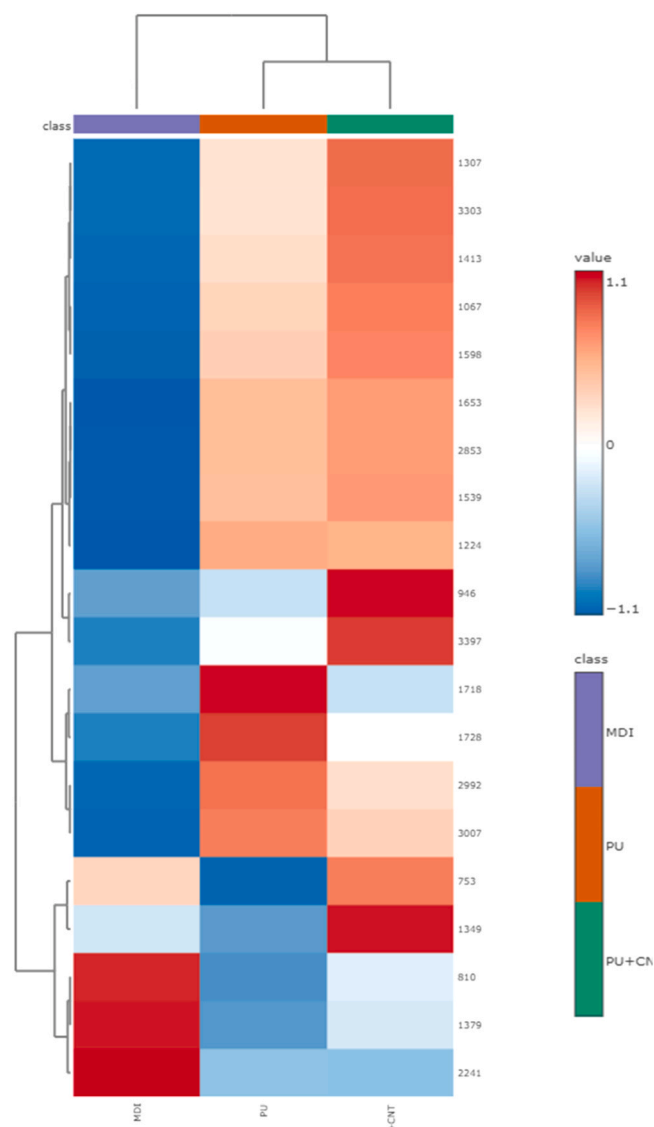 class
1307
3303
1413
1067
1598
1653
2853
1539
1224
946
3397
1718
1728
2992
3007
753
1349
810
1379
2241
MDI
PU
-CNT
value
1.1
0
−1.1
class
MDI
PU
PU+CN